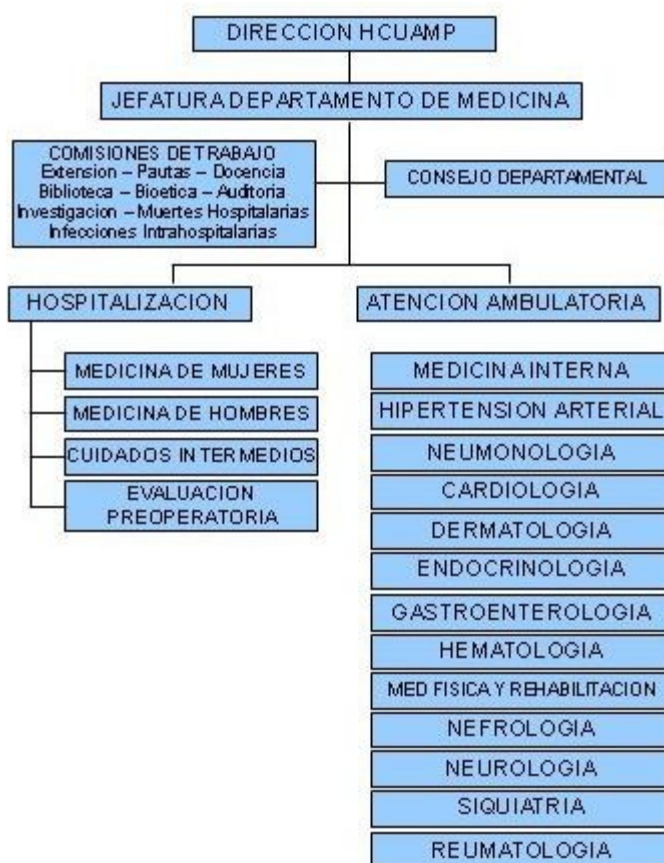 DIRECCION HCUAMP
JEFATURA DEPARTAMENTO DE MEDICINA
COMISIONES DE TRABAJO
Extension – Pautas – Docencia
Biblioteca – Bioetica – Auditoria
Investigacion – Muertes Hospitalarias
Infecciones Intrahospitalarias
CONSEJO DEPARTAMENTAL
HOSPITALIZACION
MEDICINA DE MUJERES
MEDICINA DE HOMBRES
CUIDADOS INTERMEDIOS
EVALUACION
PREOPERATORIA
ATENCION AMBULATORIA
MEDICINA INTERNA
HIPERTENSION ARTERIAL
NEUMONOLOGIA
CARDIOLOGIA
DERMATOLOGIA
ENDOCRINOLOGIA
GASTROENTEROLOGIA
HEMATOLOGIA
MED FISICA Y REHABILITACION
NEFROLOGIA
NEUROLOGIA
SIQUIATRIA
REUMATOLOGIA